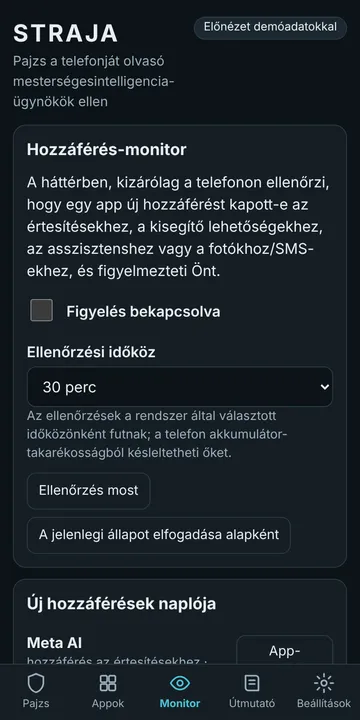 STRAJA
Előnézet demóadatokkal
Pajzs a telefonját olvasó
mesterségesintelligencia-
ügynökök ellen
Hozzáférés-monitor
A háttérben, kizárólag a telefonon ellenőrzi,
hogy egy app új hozzáférést kapott-e az
értesítésekhez, a kisegítő lehetőségekhez,
az asszisztenshez vagy a fotókhoz/SMS-
ekhez, és figyelmezteti Önt.
Figyelés bekapcsolva
Ellenőrzési időköz
30 perc
Az ellenőrzések a rendszer által választott
időközönként futnak; a telefon akkumulátor-
takarékosságból késleltetheti őket.
Ellenőrzés most
A jelenlegi állapot elfogadása alapként
Új hozzáférések naplója
Meta AI
hozzáférés az értesítésekhez ·
App-
Pajzs
Appok
Monitor
Útmutató
Beállítások